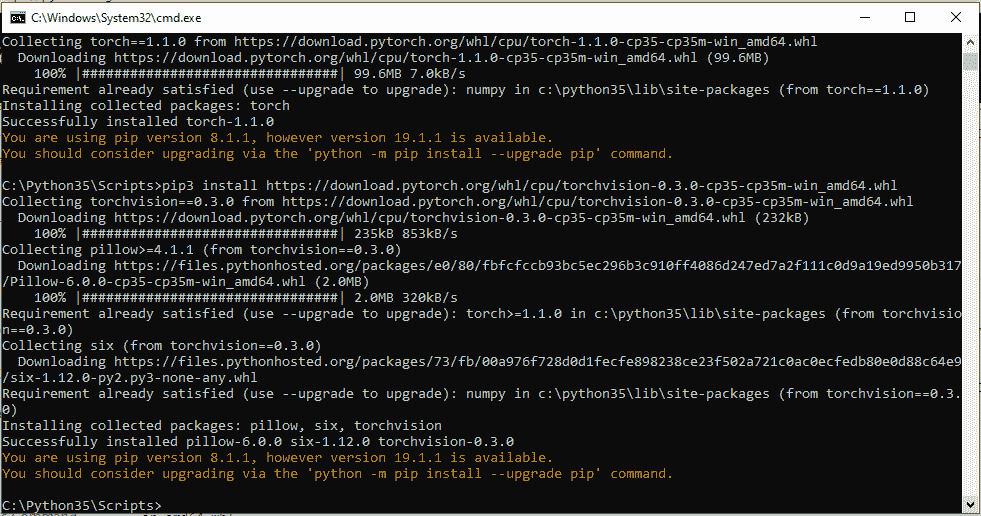 C:\Windows\System32\cmd.exe
Collecting torch==1.1.0 from https://download.pytorch.org/whl/cpu/torch-1.1.0-cp35-cp35m-win_amd64.whl
  Downloading https://download.pytorch.org/whl/cpu/torch-1.1.0-cp35-cp35m-win_amd64.whl (99.6MB)
    100% |################################| 99.6MB 7.0kB/s
Requirement already satisfied (use --upgrade to upgrade): numpy in c:\python35\lib\site-packages (from torch==1.1.0)
Installing collected packages: torch
Successfully installed torch-1.1.0
You are using pip version 8.1.1, however version 19.1.1 is available.
You should consider upgrading via the 'python -m pip install --upgrade pip' command.
C:\Python35\Scripts>pip3 install https://download.pytorch.org/whl/cpu/torchvision-0.3.0-cp35-cp35m-win_amd64.whl
Collecting torchvision==0.3.0 from https://download.pytorch.org/whl/cpu/torchvision-0.3.0-cp35-cp35m-win_amd64.whl
  Downloading https://download.pytorch.org/whl/cpu/torchvision-0.3.0-cp35-cp35m-win_amd64.whl (232kB)
    100% |################################| 235kB 853kB/s
Collecting pillow>=4.1.1 (from torchvision==0.3.0)
  Downloading https://files.pythonhosted.org/packages/e0/80/fbfcfccb93bc5ec296b3c910ff4086d247ed7a2f111c0d9a19ed9950b317
/Pillow-6.0.0-cp35-cp35m-win_amd64.whl (2.0MB)
    100% |################################| 2.0MB 320kB/s
Requirement already satisfied (use --upgrade to upgrade): torch>=1.1.0 in c:\python35\lib\site-packages (from torchvisio
n==0.3.0)
Collecting six (from torchvision==0.3.0)
  Downloading https://files.pythonhosted.org/packages/73/fb/00a976f728d0d1fecfe898238ce23f502a721c0ac0ecfedb80e0d88c64e9
/six-1.12.0-py2.py3-none-any.whl
Requirement already satisfied (use --upgrade to upgrade): numpy in c:\python35\lib\site-packages (from torchvision==0.3.
0)
Installing collected packages: pillow, six, torchvision
Successfully installed pillow-6.0.0 six-1.12.0 torchvision-0.3.0
You are using pip version 8.1.1, however version 19.1.1 is available.
You should consider upgrading via the 'python -m pip install --upgrade pip' command.
C:\Python35\Scripts>